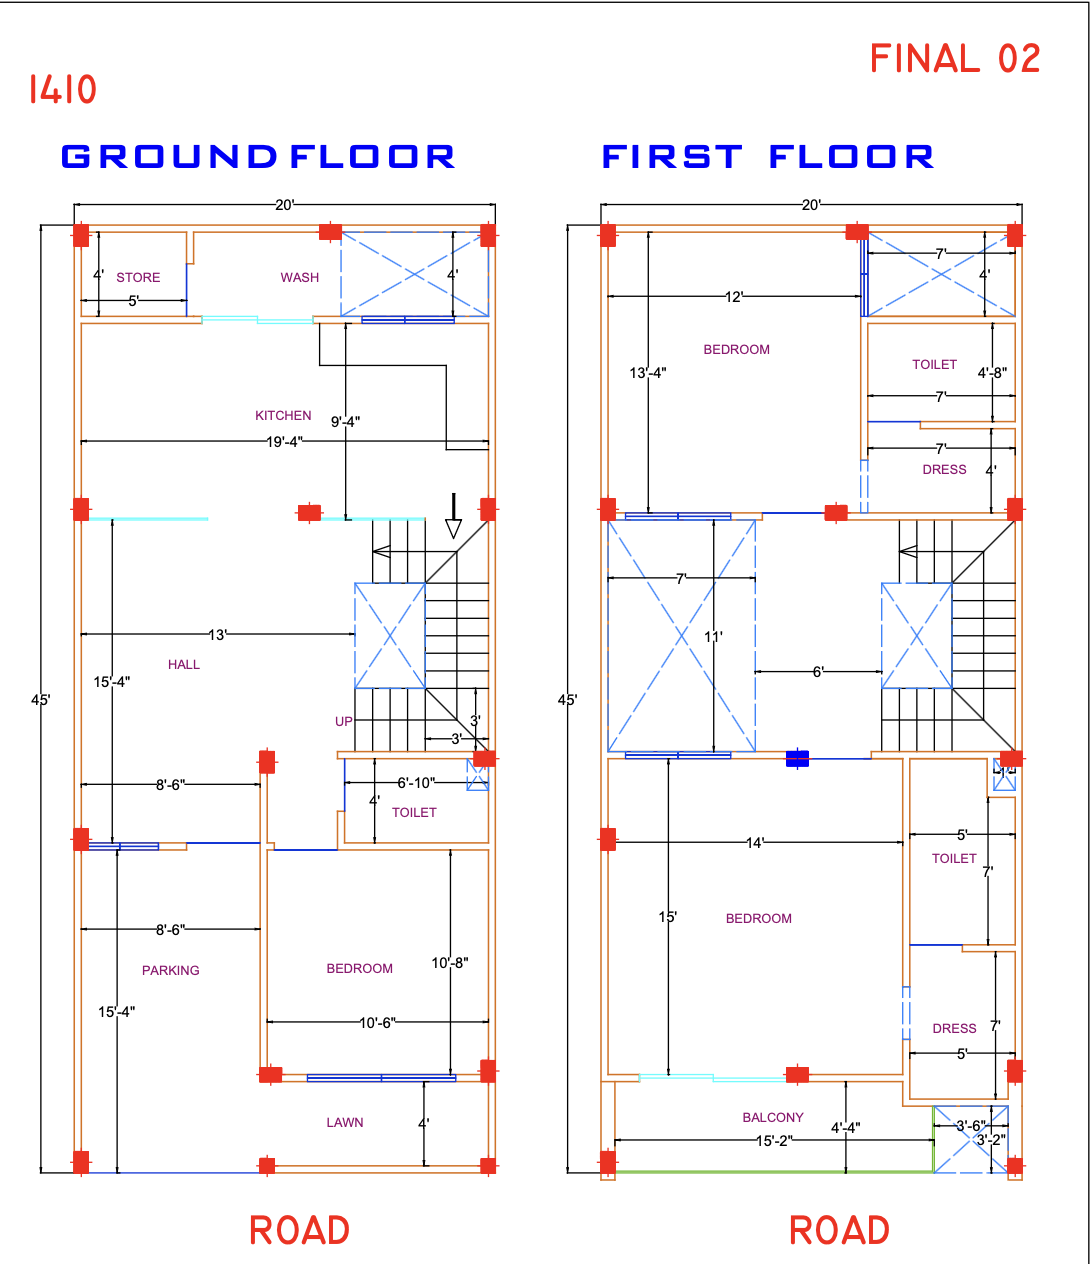 FINAL 02
1410
GROUND FLOOR
FIRST FLOOR
20'
20'
4'
STORE
5'
WASH
4'
KITCHEN
9'-4"
19'-4"
13'
HALL
15'-4"
45'
UP
3'
3'
8'-6"
6'-10"
4'
TOILET
8'-6"
PARKING
15'-4"
BEDROOM
10'-8"
10'-6"
LAWN
4'
ROAD
7'
4'
12'
BEDROOM
13'-4"
TOILET
4'-8"
7'
7'
DRESS
4'
7'
11'
6'
45'
1'
14'
5'
TOILET
7'
15'
BEDROOM
DRESS
7'
5'
BALCONY
4'-4"
15'-2"
3'-6"
3'-2"
ROAD